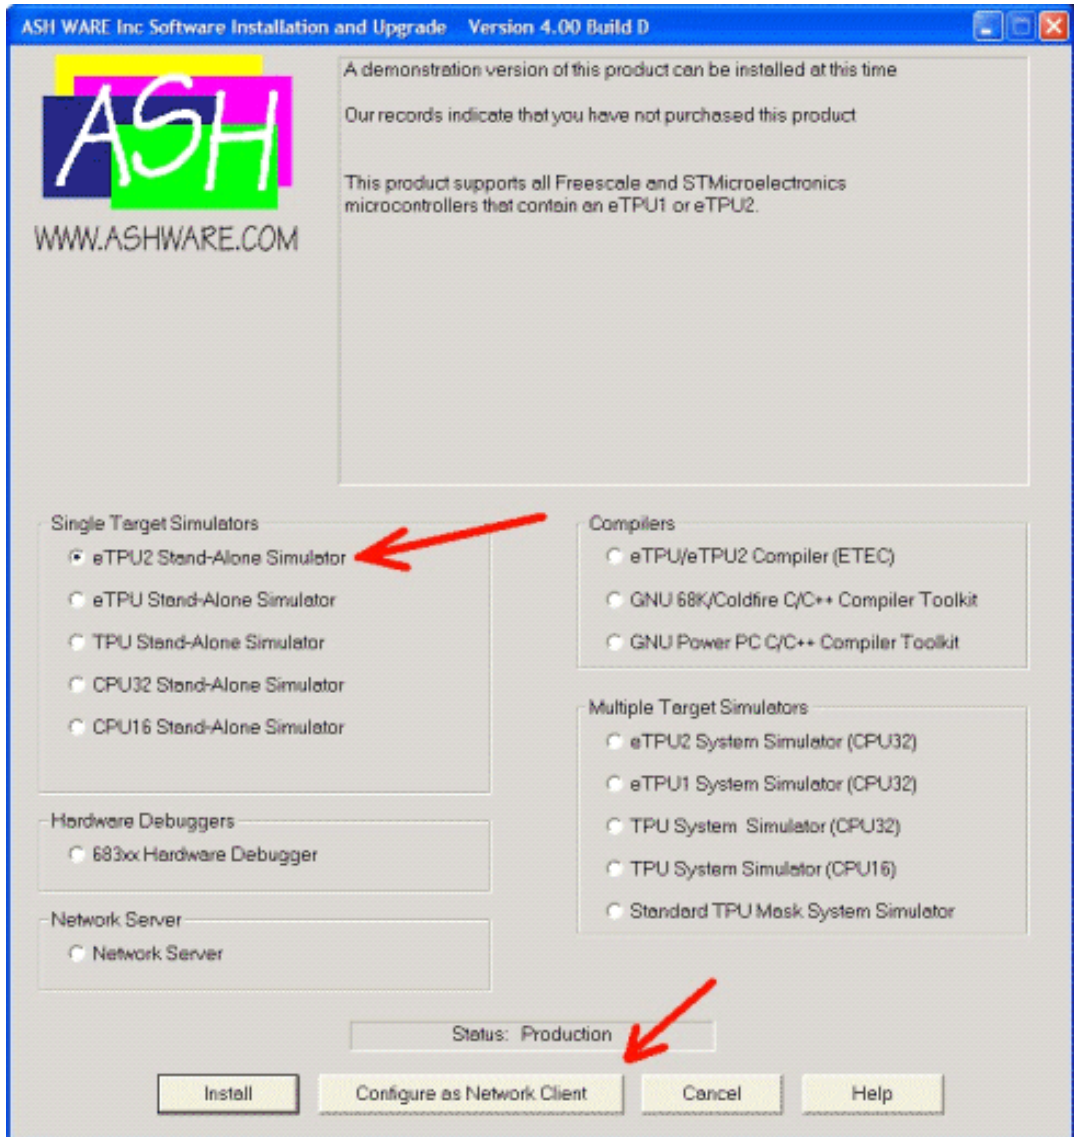 ASH WARE Inc Software Installation and Upgrade Version 4.00 Build D
ASH
WWW.ASHWARE.COM
A demonstration version of this product can be installed at this time
Our records indicate that you have not purchased this product
This product supports all Freescale and STMicroelectronics
microcontrollers that contain an eTPU1 or eTPU2.
Single Target Simulators
eTPU2 Stand-Alone Simulator
eTPU Stand-Alone Simulator
TPU Stand-Alone Simulator
CPU32 Stand-Alone Simulator
CPU16 Stand-Alone Simulator
Hardware Debuggers
683xx Hardware Debugger
Network Server
Network Server
Compilers
eTPU/eTPU2 Compiler (ETEC)
GNU 68K/Coldfire C/C++ Compiler Toolkit
GNU Power PC C/C++ Compiler Toolkit
Multiple Target Simulators
eTPU2 System Simulator (CPU32)
eTPU1 System Simulator (CPU32)
TPU System Simulator (CPU32)
TPU System Simulator (CPU16)
Standard TPU Mask System Simulator
Status: Production
Install
Configure as Network Client
Cancel
Help